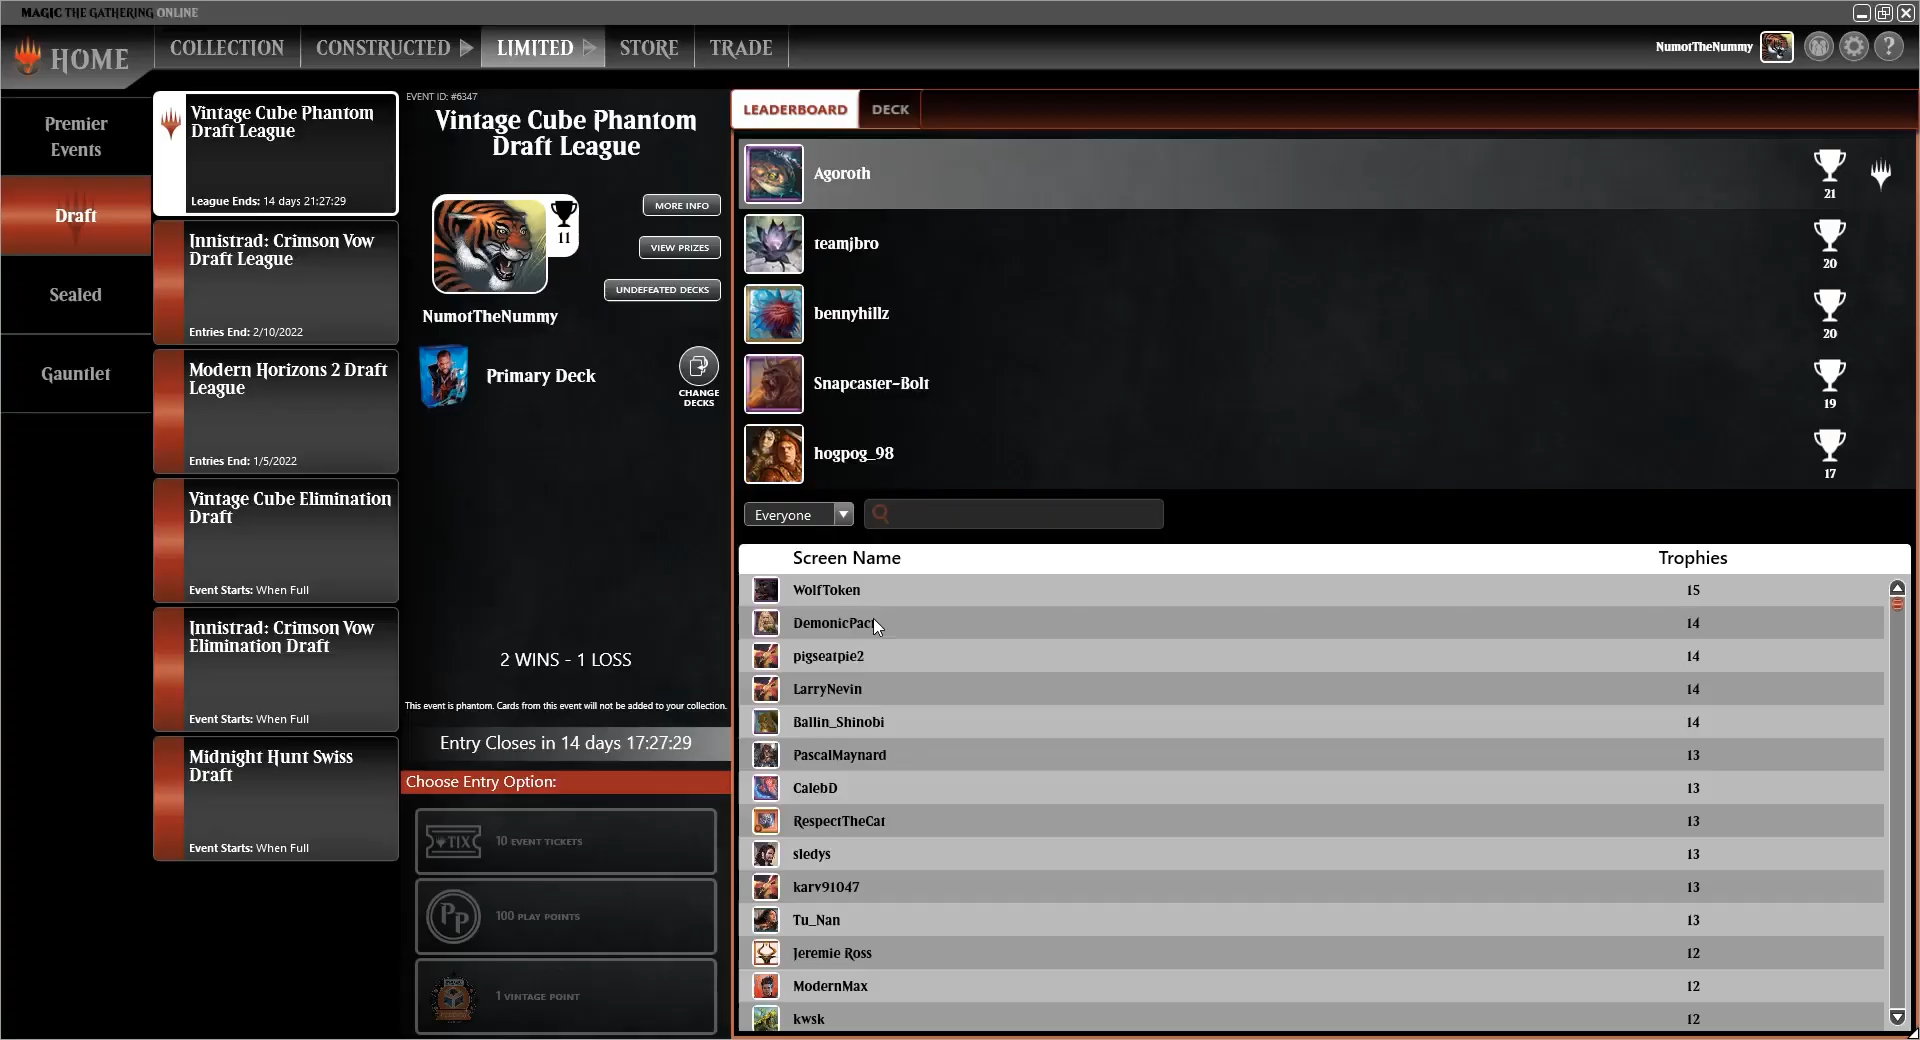 MAGIC THE GATHERING ONLINE
HOME
COLLECTION
CONSTRUCTED
LIMITED
STORE
TRADE
NumotTheNummy
?
Premier
Events
Draft
Sealed
Gauntlet
Vintage Cube Phantom
Draft League
League Ends: 14 days 21:27:29
Innistrad: Crimson Vow
Draft League
Entries End: 2/10/2022
Modern Horizons 2 Draft
League
Entries End: 1/5/2022
Vintage Cube Elimination
Draft
Event Starts: When Full
Innistrad: Crimson Vow
Elimination Draft
Event Starts: When Full
Midnight Hunt Swiss
Draft
Event Starts: When Full
EVENT ID: #6347
Vintage Cube Phantom
Draft League
11
MORE INFO
VIEW PRIZES
UNDEFEATED DECKS
NumotTheNummy
Primary Deck
CHANGE
DECKS
2 WINS - 1 LOSS
This event is phantom. Cards from this event will not be added to your collection.
Entry Closes in 14 days 17:27:29
Choose Entry Option:
TIX
10 EVENT TICKETS
PP
100 PLAY POINTS
1 VINTAGE POINT
LEADERBOARD
DECK
Agoroth
21
teamjbro
20
bennyhillz
20
Snapcaster-Bolt
19
hogpog_98
17
Everyone
Screen Name Trophies
WolfToken 15
DemonicPact 14
pigseatpie2 14
LarryNevin 14
Ballin_Shinobi 14
PascalMaynard 13
CalebD 13
RespectTheCat 13
sledys 13
karv91047 13
Tu_Nan 13
Jeremie Ross 12
ModernMax 12
kwsk 12